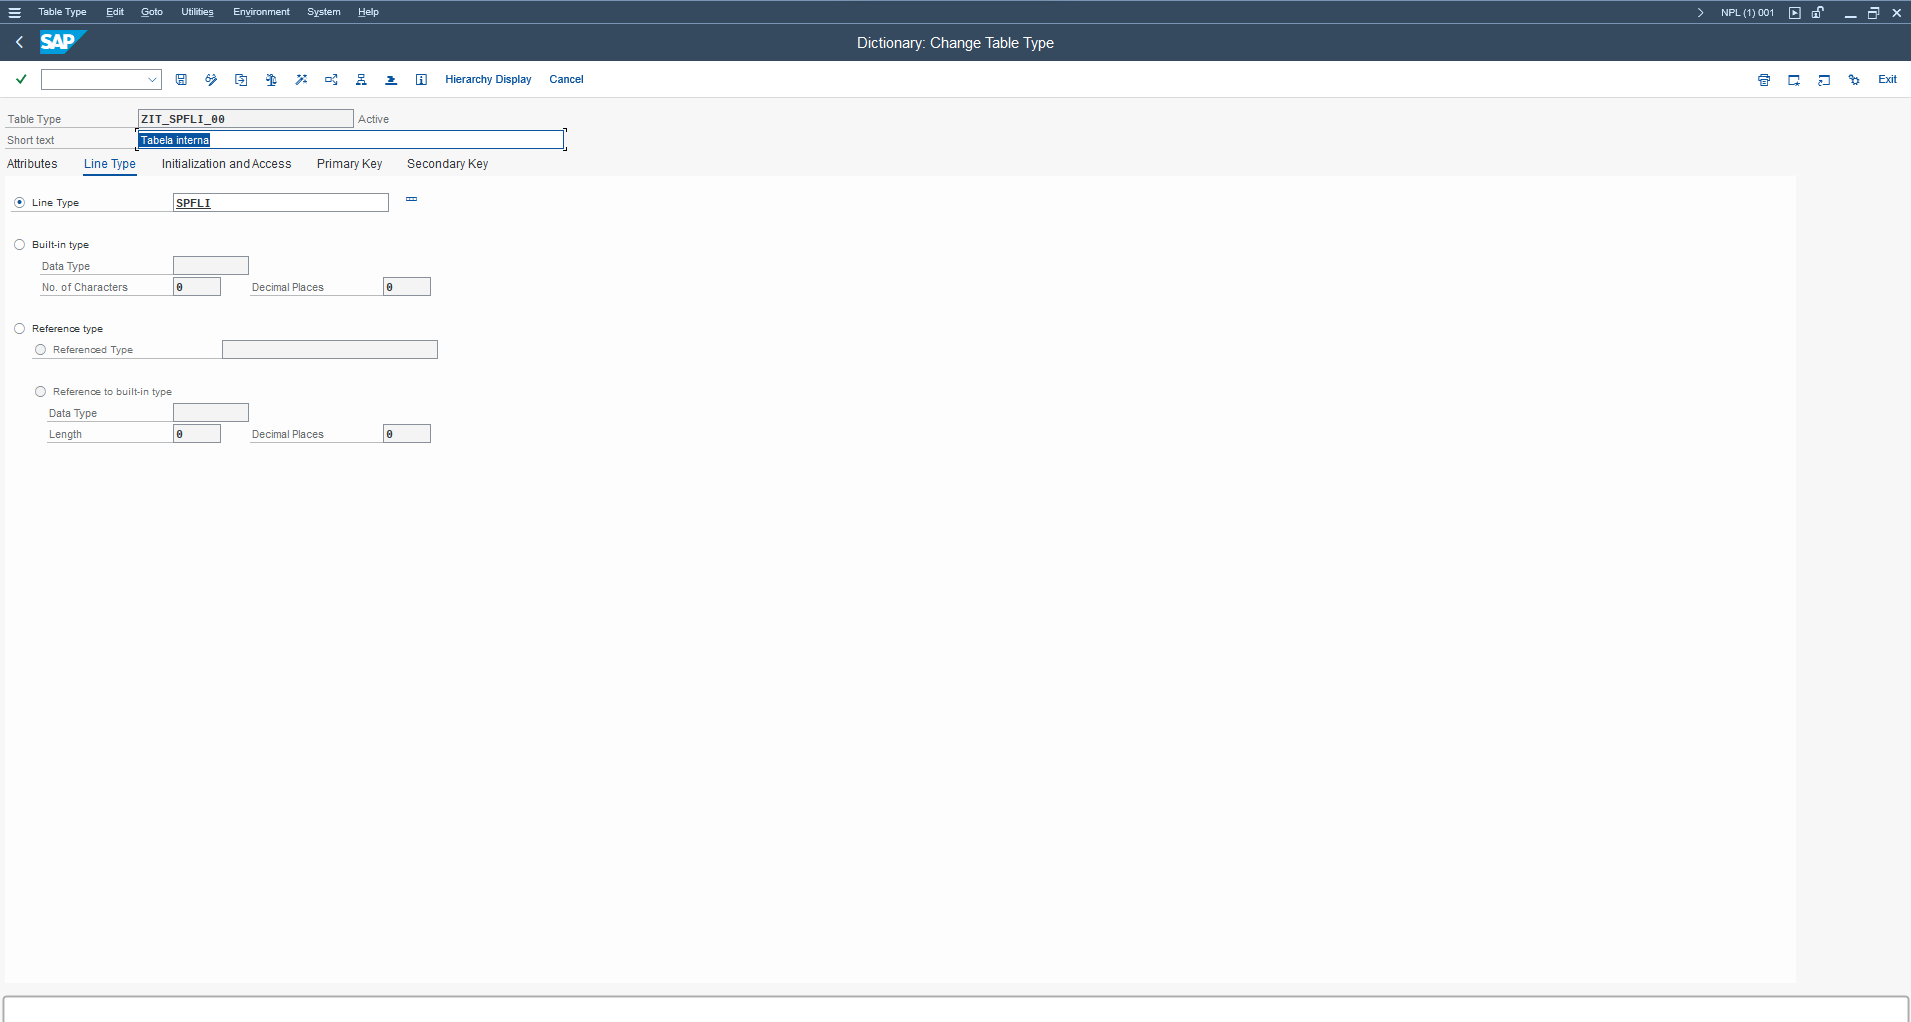 Table Type Edit Goto Utilities Environment System Help NPL (1) 001
SAP Dictionary: Change Table Type
Hierarchy Display Cancel Exit
Table Type ZIT_SPFLI_00 Active
Short text Tabela interna
Attributes Line Type Initialization and Access Primary Key Secondary Key
Line Type SPFLI
Built-in type
Data Type
No. of Characters 0 Decimal Places 0
Reference type
Referenced Type
Reference to built-in type
Data Type
Length 0 Decimal Places 0